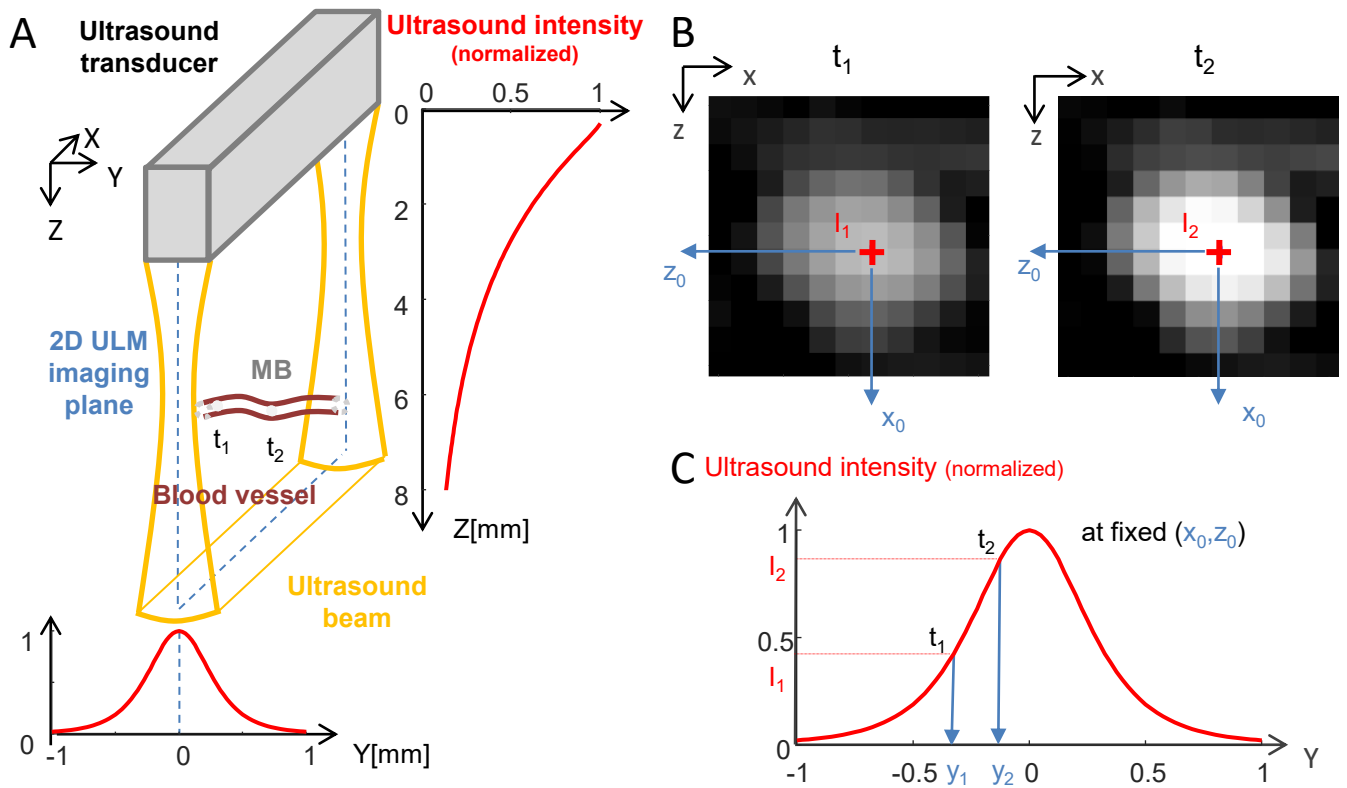 A
Ultrasound
transducer
Ultrasound intensity
(normalized)
0 0.5 1
0
2
4
6
8
Z[mm]
X
Y
Z
2D ULM
imaging
plane
MB
t1
t2
Blood vessel
Ultrasound
beam
1
0
-1 0 1
Y[mm]
B
t1
x
z
I1
z0
x0
t2
x
z
I2
z0
x0
C
Ultrasound intensity (normalized)
at fixed (x0,z0)
1
I2
0.5
I1
0
t2
t1
-1 -0.5 y1 y2 0 0.5 1
Y